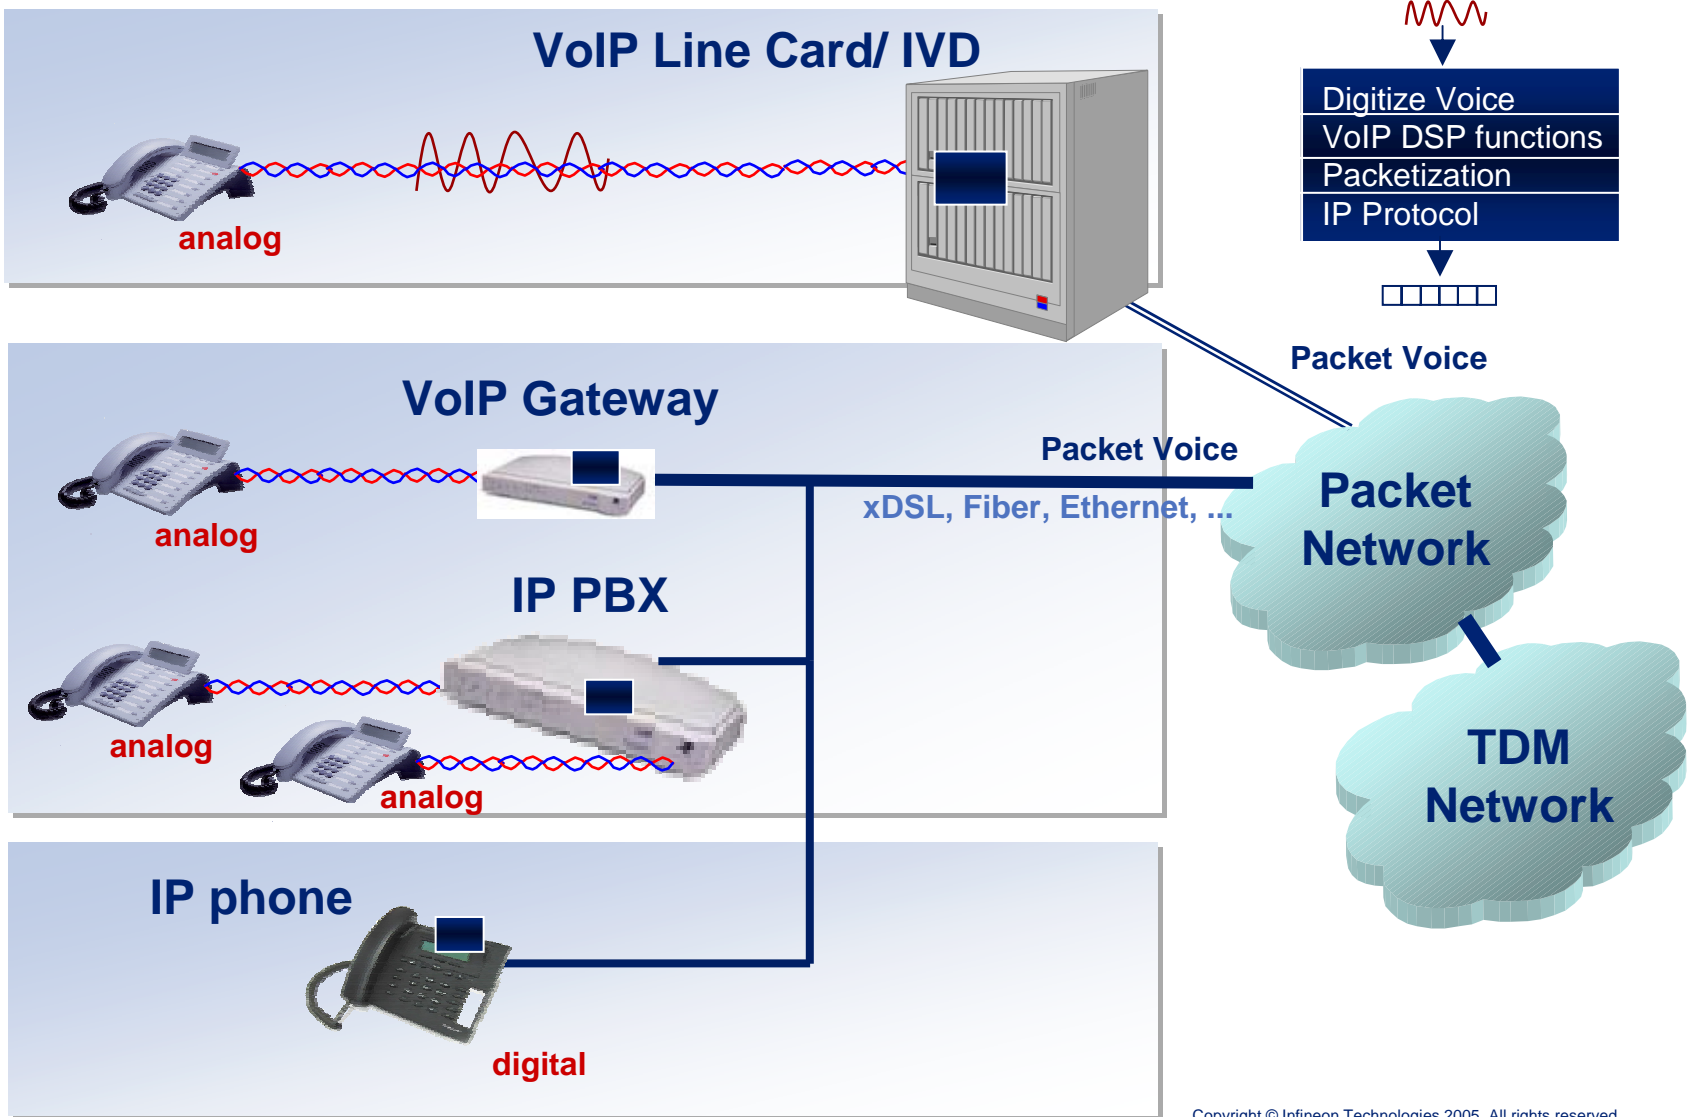 VoIP Line Card/ IVD
analog
Digitize Voice
VoIP DSP functions
Packetization
IP Protocol
Packet Voice
VoIP Gateway
analog
Packet Voice
xDSL, Fiber, Ethernet, ...
Packet
Network
IP PBX
analog
analog
TDM
Network
IP phone
digital
Copyright © Infineon Technologies 2005. All rights reserved.